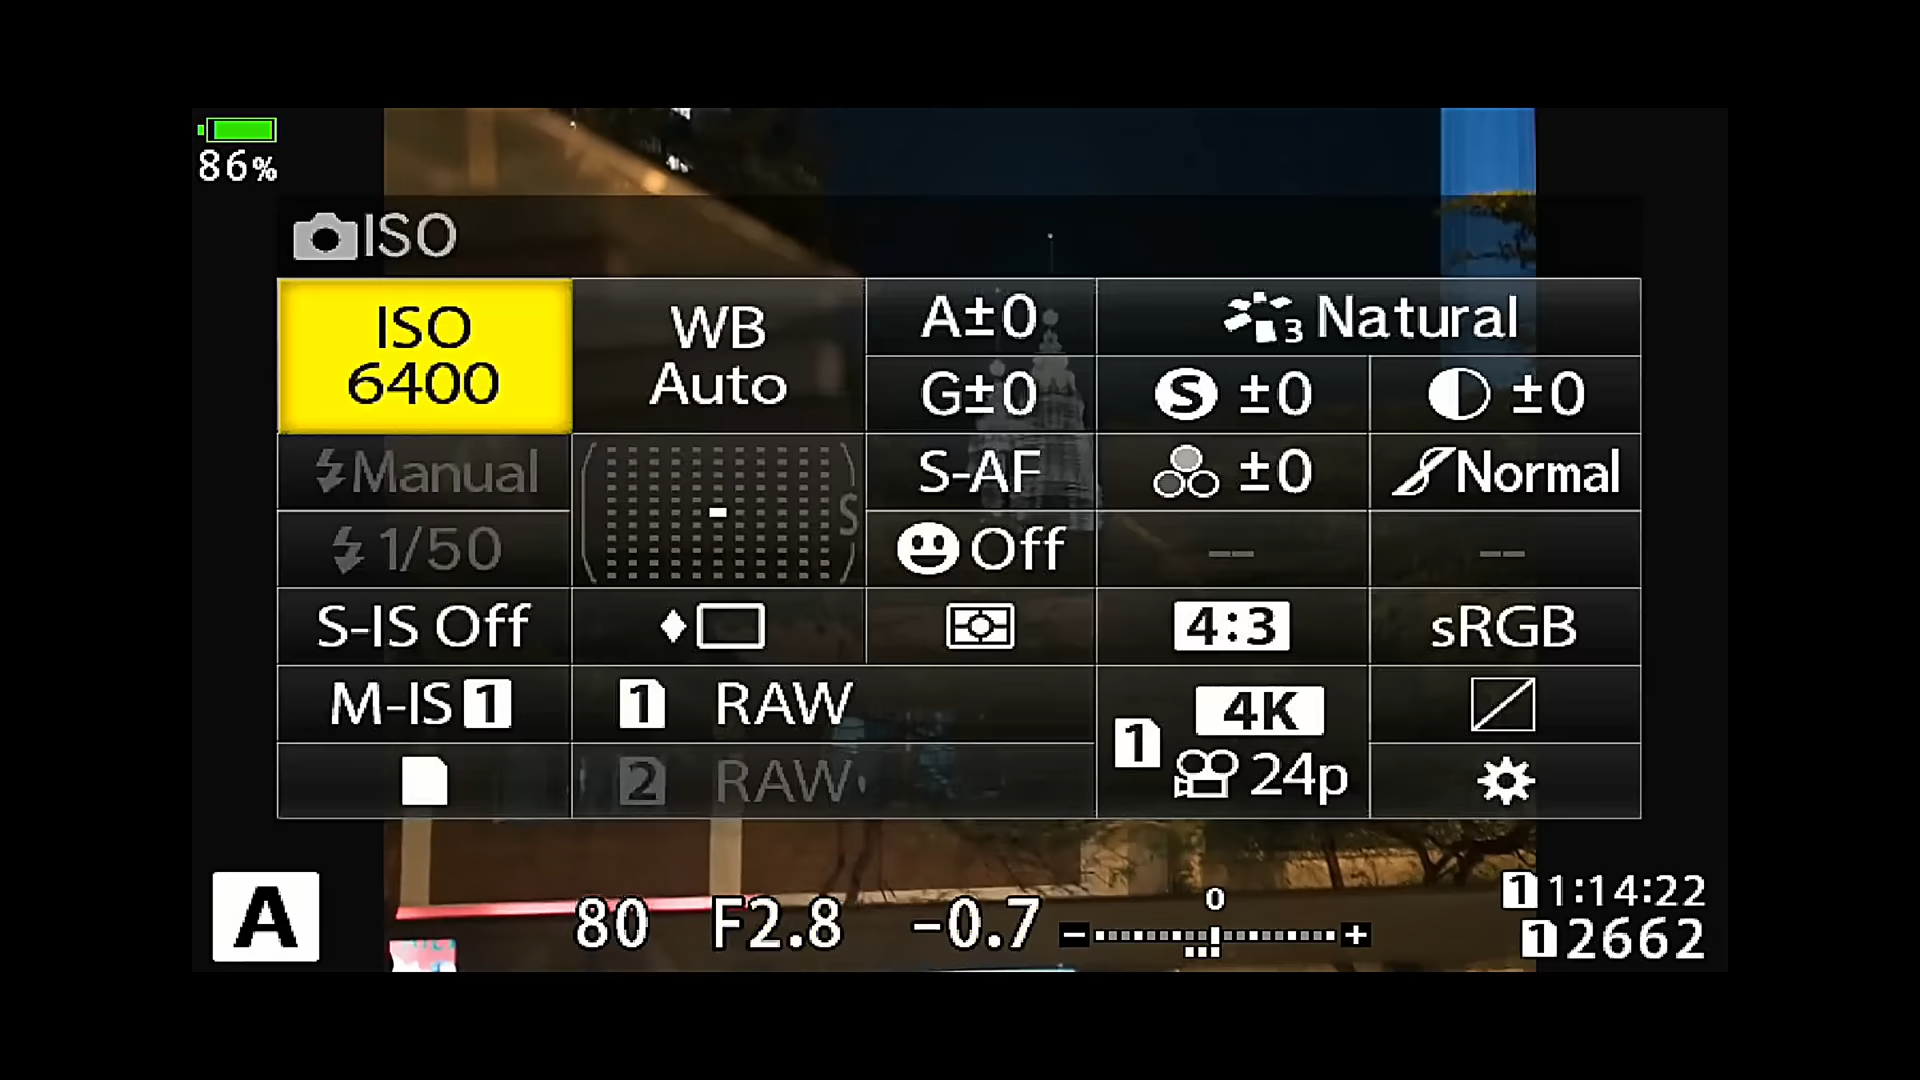 86%
ISO
ISO
6400
WB
Auto
A±0
G±0
3 Natural
S ±0
±0
Manual
S
S-AF
±0
Normal
1/50
Off
--
--
S-IS Off
4:3
sRGB
M-IS 1
1 RAW
1
4K
24p
2 RAW
A
80
F2.8
-0.7
0
- +
1 1:14:22
1 2662